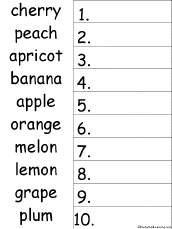 cherry 1.
peach 2.
apricot 3.
banana 4.
apple 5.
orange 6.
melon 7.
lemon 8.
grape 9.
plum 10.